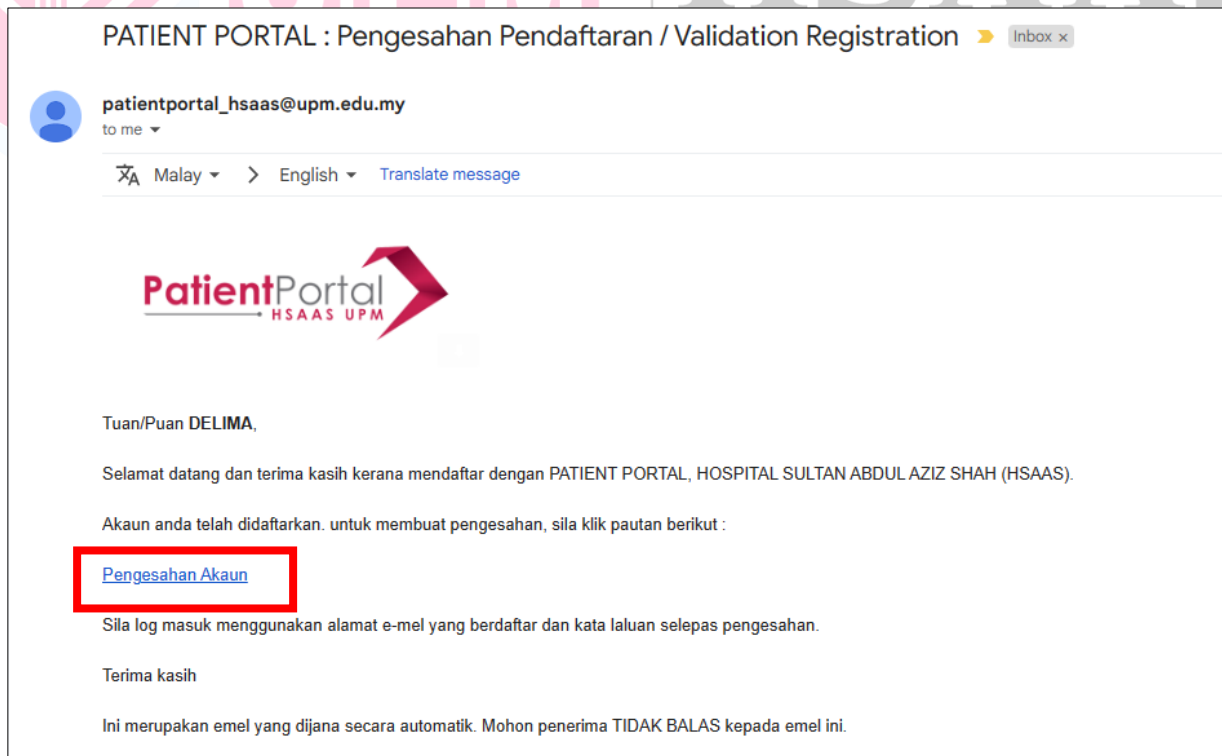 PATIENT PORTAL : Pengesahan Pendaftaran / Validation Registration Inbox x
patientportal_hsaas@upm.edu.my
to me
Malay > English Translate message
PatientPortal
HSAAS UPM
Tuan/Puan DELIMA,
Selamat datang dan terima kasih kerana mendaftar dengan PATIENT PORTAL, HOSPITAL SULTAN ABDUL AZIZ SHAH (HSAAS).
Akaun anda telah didaftarkan. untuk membuat pengesahan, sila klik pautan berikut :
Pengesahan Akaun
Sila log masuk menggunakan alamat e-mel yang berdaftar dan kata laluan selepas pengesahan.
Terima kasih
Ini merupakan emel yang dijana secara automatik. Mohon penerima TIDAK BALAS kepada emel ini.